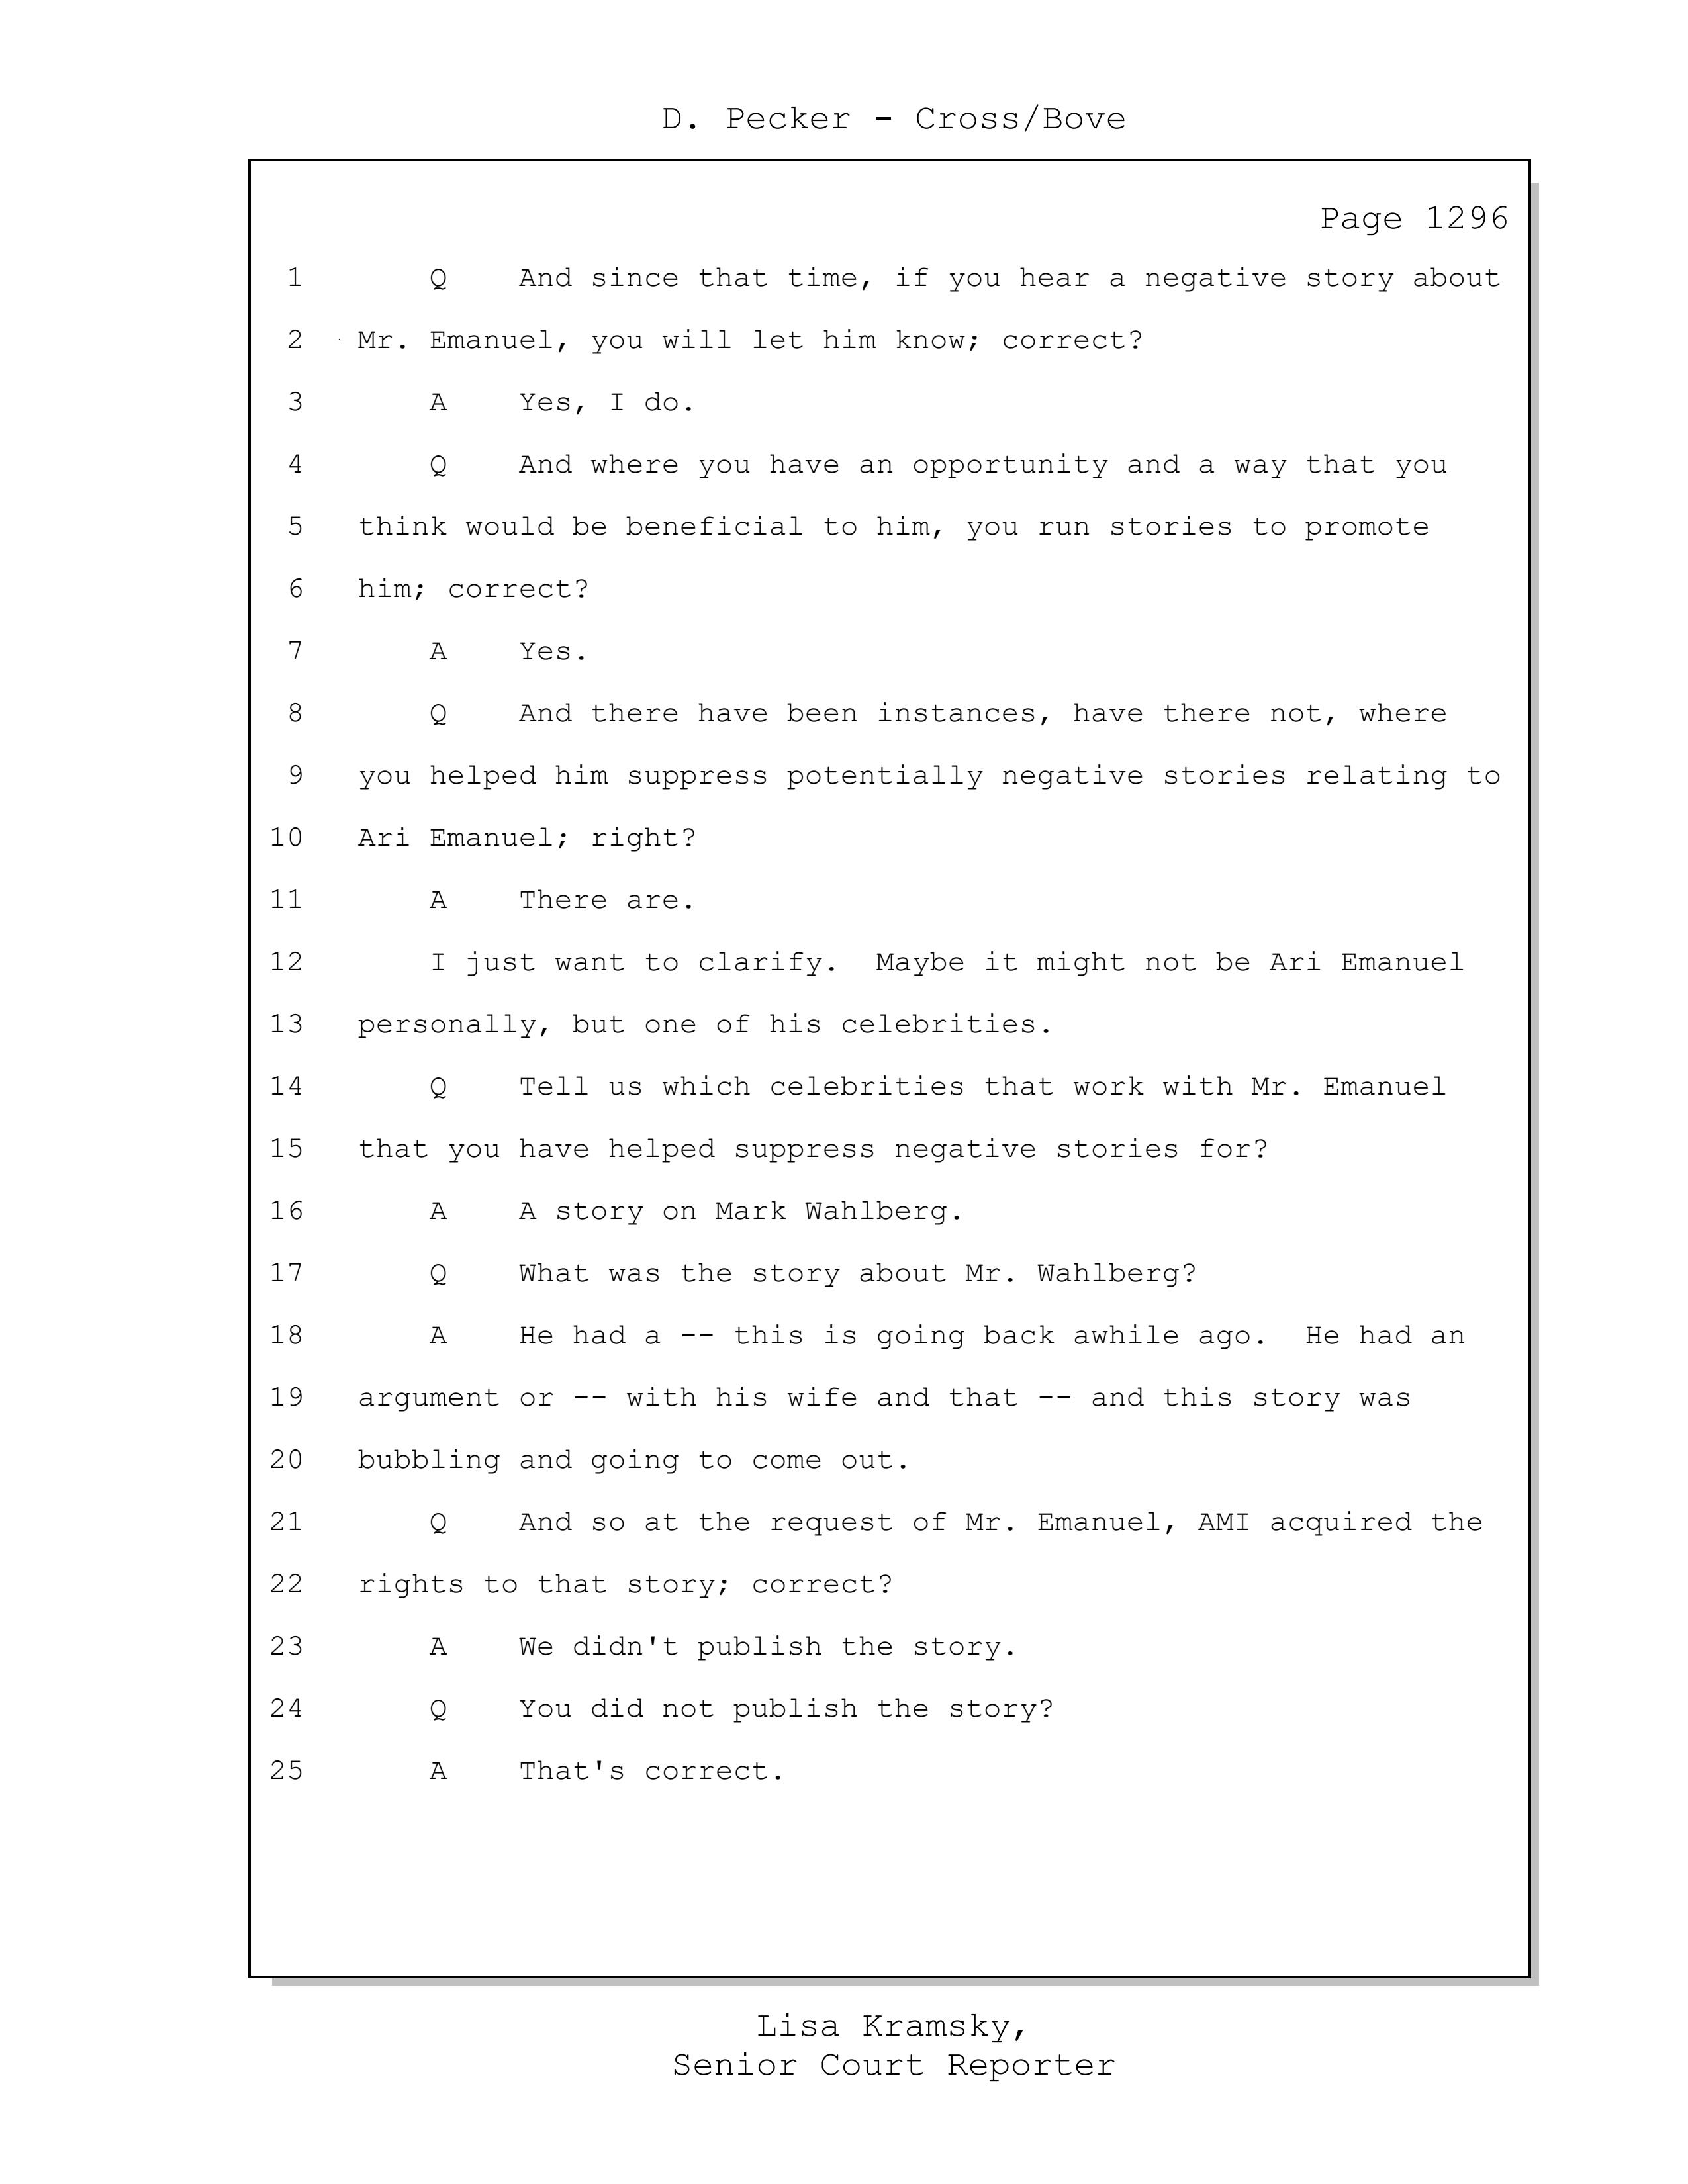 D. Pecker - Cross/Bove
Page 1296
1 Q And since that time, if you hear a negative story about
2 Mr. Emanuel, you will let him know; correct?
3 A Yes, I do.
4 Q And where you have an opportunity and a way that you
5 think would be beneficial to him, you run stories to promote
6 him; correct?
7 A Yes.
8 Q And there have been instances, have there not, where
9 you helped him suppress potentially negative stories relating to
10 Ari Emanuel; right?
11 A There are.
12 I just want to clarify. Maybe it might not be Ari Emanuel
13 personally, but one of his celebrities.
14 Q Tell us which celebrities that work with Mr. Emanuel
15 that you have helped suppress negative stories for?
16 A A story on Mark Wahlberg.
17 Q What was the story about Mr. Wahlberg?
18 A He had a -- this is going back awhile ago. He had an
19 argument or -- with his wife and that -- and this story was
20 bubbling and going to come out.
21 Q And so at the request of Mr. Emanuel, AMI acquired the
22 rights to that story; correct?
23 A We didn't publish the story.
24 Q You did not publish the story?
25 A That's correct.
Lisa Kramsky,
Senior Court Reporter